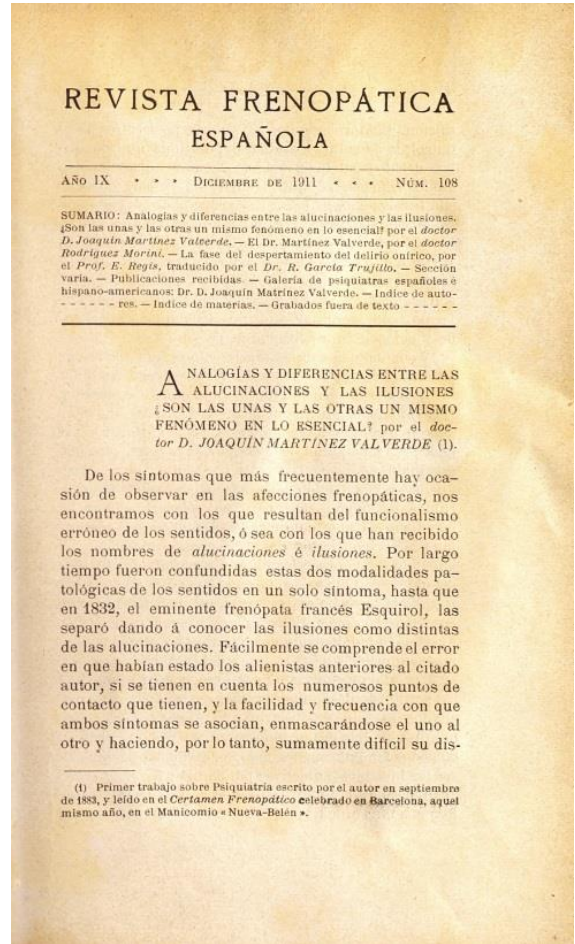 REVISTA FRENOPÁTICA
ESPAÑOLA
AÑO IX • • • DICIEMBRE DE 1911 • • • NÚM. 108
SUMARIO: Analogías y diferencias entre las alucinaciones y las ilusiones.
¿Son las unas y las otras un mismo fenómeno en lo esencial? por el doctor
D. Joaquín Martínez Valverde. — El Dr. Martínez Valverde, por el doctor
Rodríguez Morini. — La fase del despertamiento del delirio onírico, por
el Prof. E. Regis, traducido por el Dr. R. García Trujillo. — Sección
varia. — Publicaciones recibidas. — Galería de psiquiatras españoles é
hispano-americanos: Dr. D. Joaquín Matrínez Valverde. — Indice de auto-
- - - - - - res. — Indice de materias. — Grabados fuera de texto - - - - - -
ANALOGÍAS Y DIFERENCIAS ENTRE LAS
ALUCINACIONES Y LAS ILUSIONES
¿SON LAS UNAS Y LAS OTRAS UN MISMO
FENÓMENO EN LO ESENCIAL? por el doc-
tor D. JOAQUÍN MARTÍNEZ VALVERDE (1).
De los síntomas que más frecuentemente hay oca-
sión de observar en las afecciones frenopáticas, nos
encontramos con los que resultan del funcionalismo
erróneo de los sentidos, ó sea con los que han recibido
los nombres de alucinaciones é ilusiones. Por largo
tiempo fueron confundidas estas dos modalidades pa-
tológicas de los sentidos en un solo síntoma, hasta que
en 1832, el eminente frenópata francés Esquirol, las
separó dando á conocer las ilusiones como distintas
de las alucinaciones. Fácilmente se comprende el error
en que habían estado los alienistas anteriores al citado
autor, si se tienen en cuenta los numerosos puntos de
contacto que tienen, y la facilidad y frecuencia con que
ambos síntomas se asocian, enmascarándose el uno al
otro y haciendo, por lo tanto, sumamente difícil su dis-
(1) Primer trabajo sobre Psiquiatría escrito por el autor en septiembre
de 1883, y leído en el Certamen Frenopático celebrado en Barcelona, aquel
mismo año, en el Manicomio «Nueva-Belén».